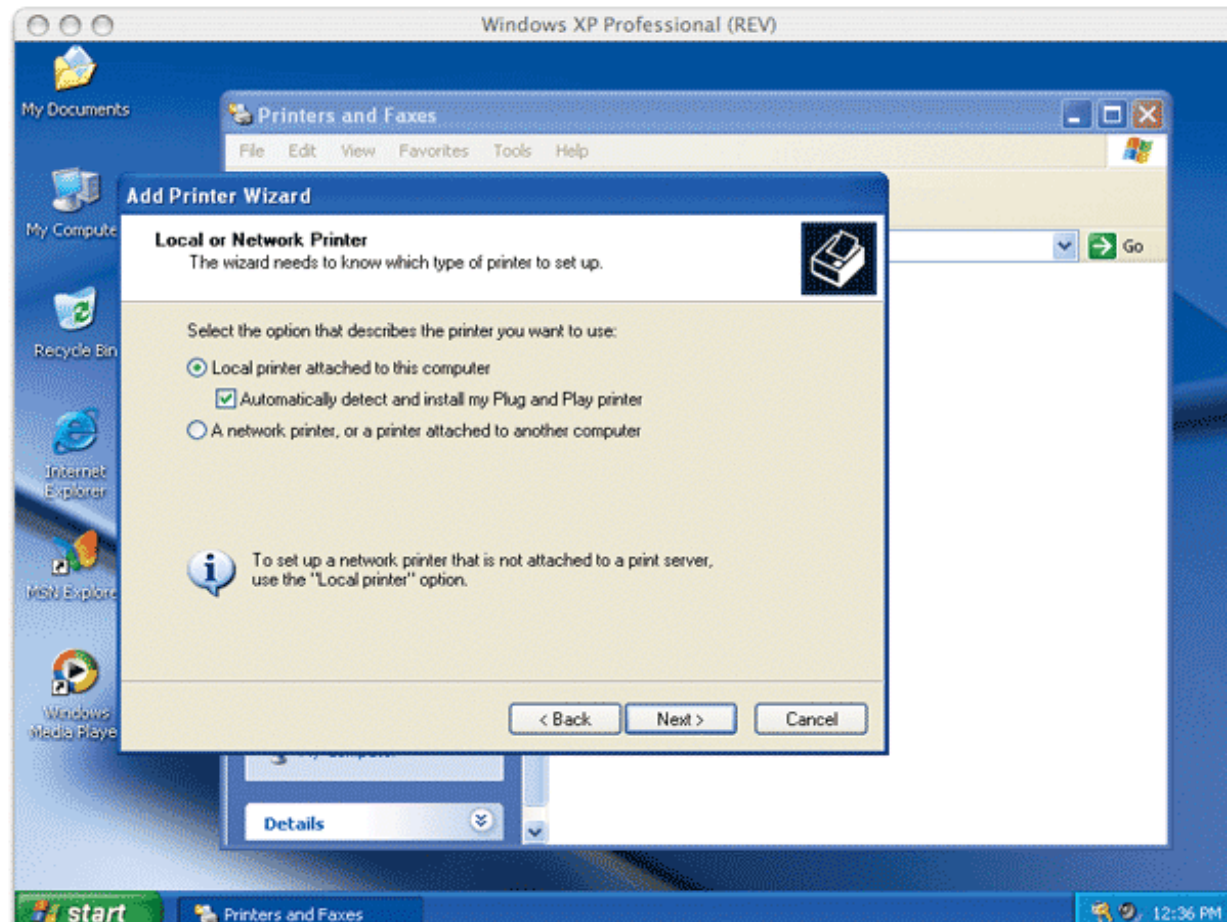 Windows XP Professional (REV)
My Documents
Printers and Faxes
File Edit View Favorites Tools Help
Add Printer Wizard
My Compute
Local or Network Printer
The wizard needs to know which type of printer to set up.
Go
Select the option that describes the printer you want to use:
Recycle Bin
Local printer attached to this computer
Automatically detect and install my Plug and Play printer
A network printer, or a printer attached to another computer
Internet
Explorer
To set up a network printer that is not attached to a print server,
use the "Local printer" option.
MSN Explore
< Back Next > Cancel
Windows
Media Playe
Details
start Printers and Faxes 12:36 PM